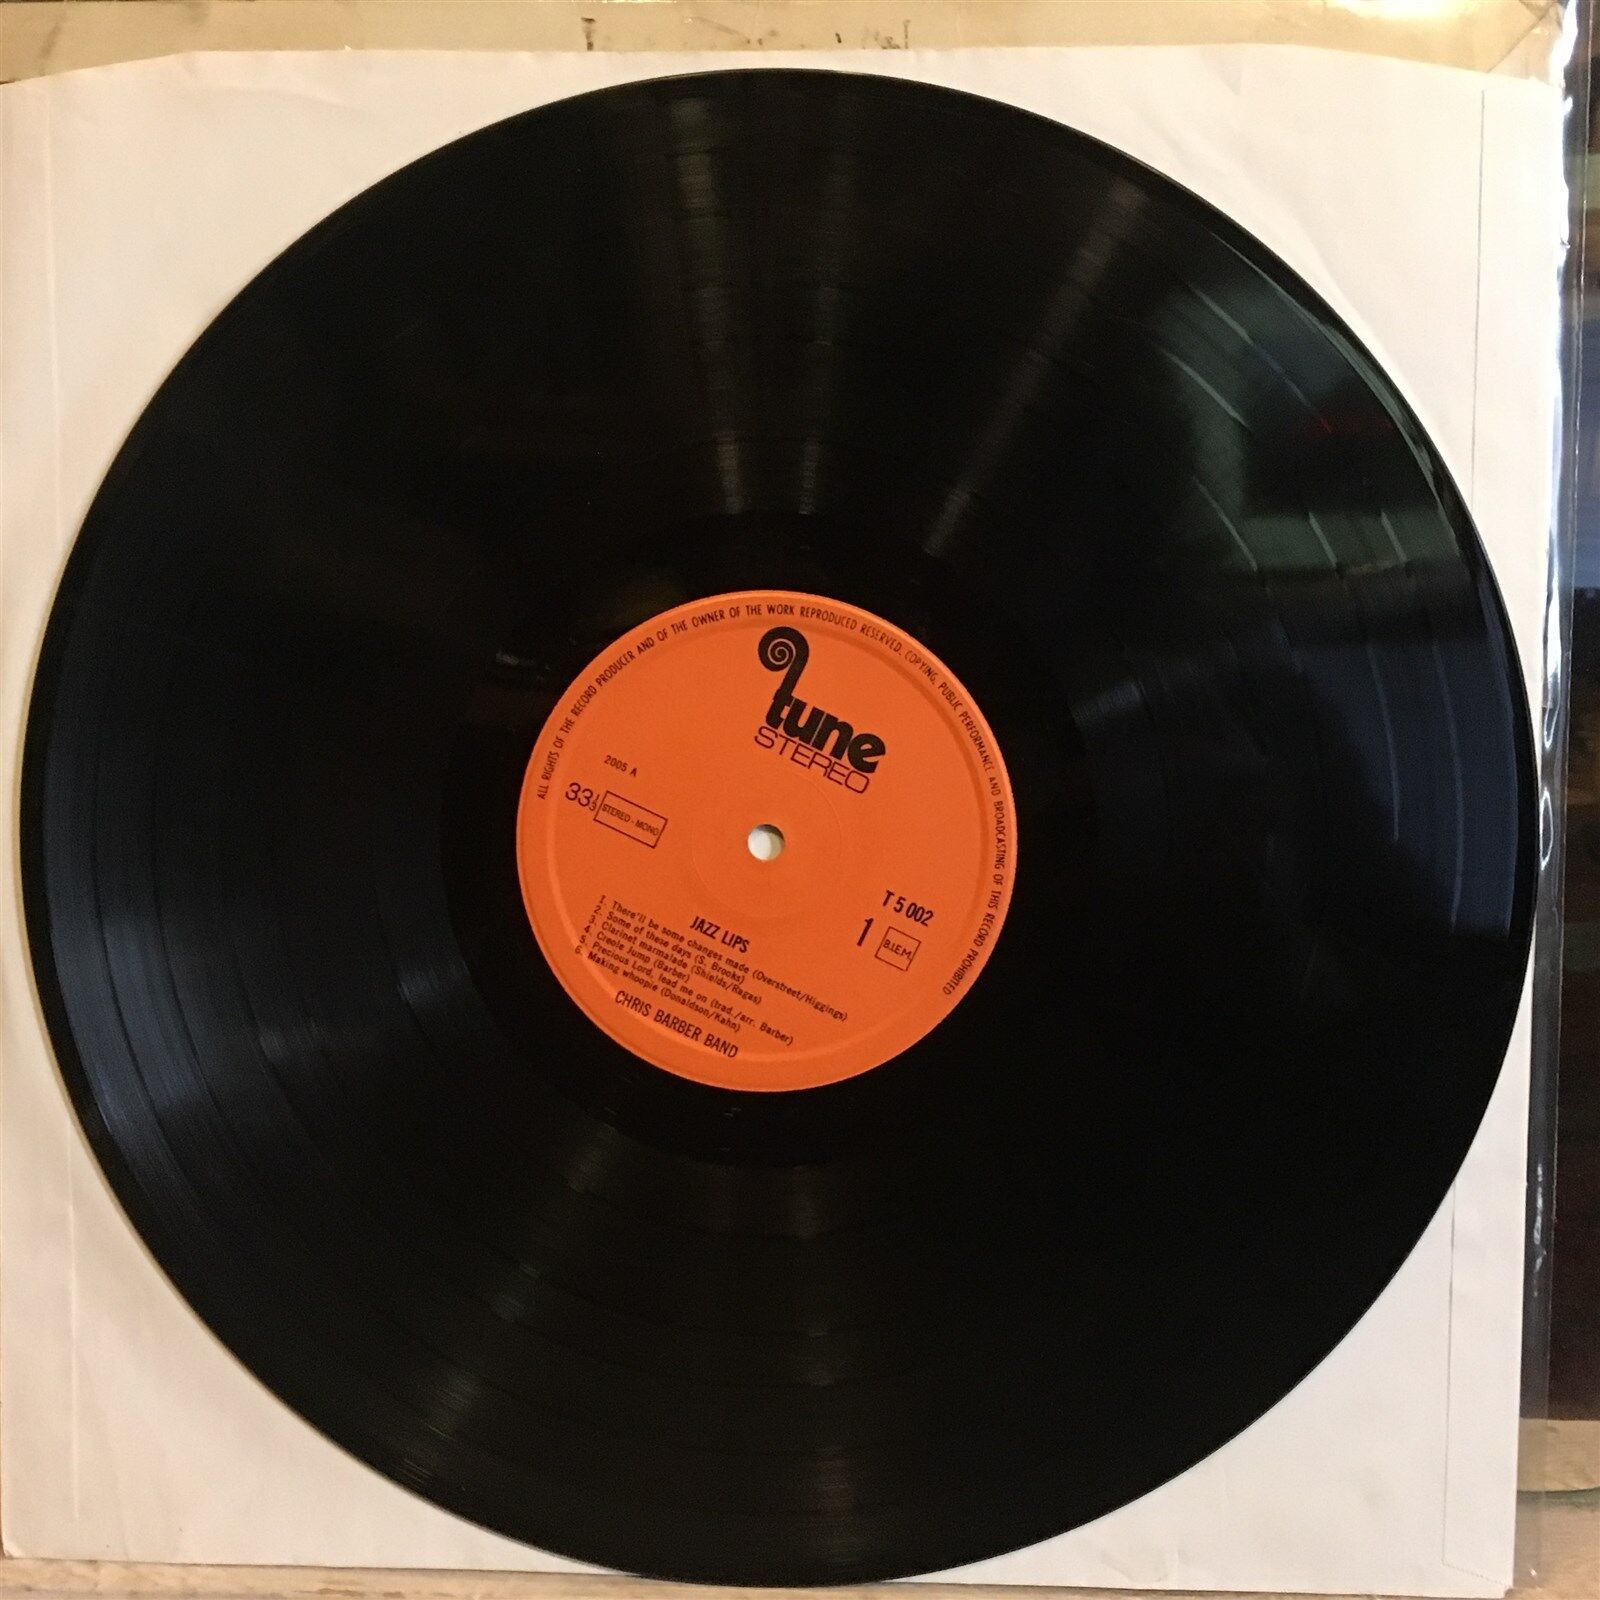 ALL RIGHTS OF THE RECORD PRODUCER AND OF THE OWNER OF THE WORK REPRODUCED RESERVED. COPYING, PUBLIC PERFORMANCE AND BROADCASTING OF THIS RECORD PROHIBITED
tune
STEREO
2005 A
33⅓ STEREO - MONO
T 5 002
1 B.I.E.M.
JAZZ LIPS
1. There'll be some changes made (Overstreet/Higgings)
2. Some of these days (S. Brooks)
3. Clarinet marmalade (Shields/Ragas)
4. Creole Jump (Barber)
5. Precious Lord, lead me on (trad./arr. Barber)
6. Making whoopie (Donaldson/Kahn)
CHRIS BARBER BAND